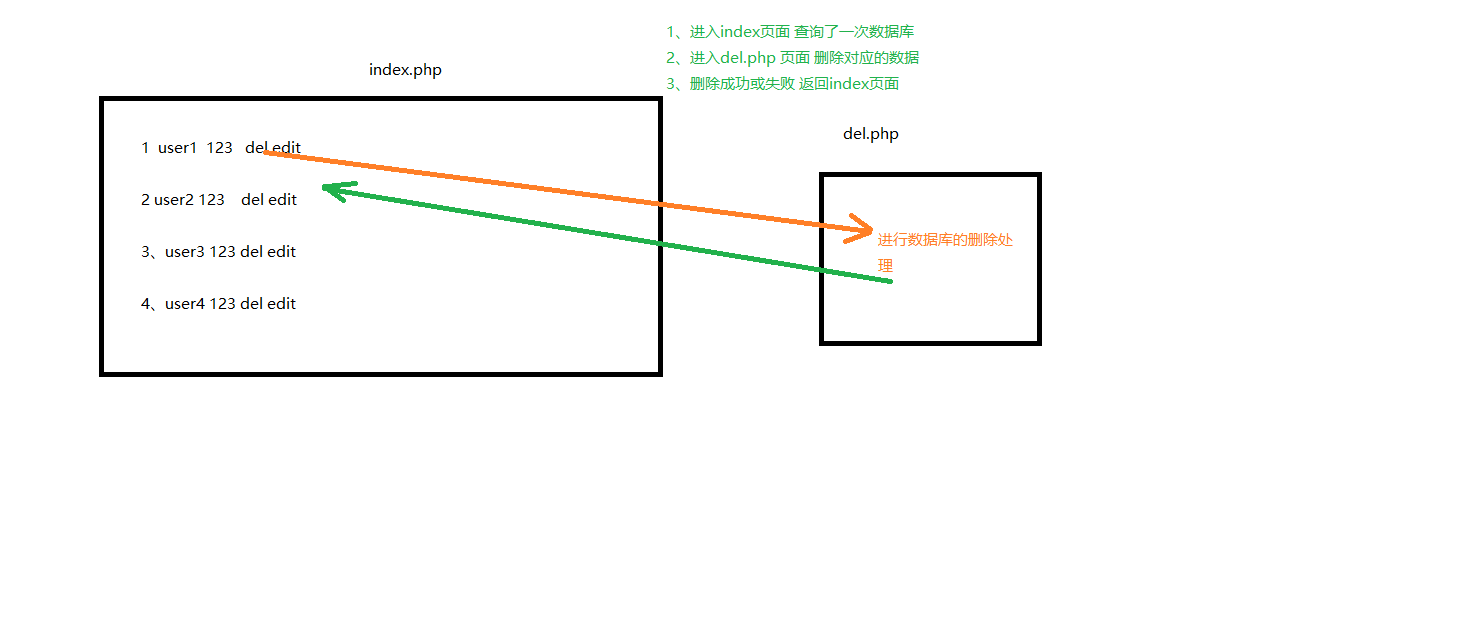 1、进入index页面 查询了一次数据库
2、进入del.php 页面 删除对应的数据
3、删除成功或失败 返回index页面
index.php
del.php
1 user1 123 del edit
2 user2 123 del edit
3、user3 123 del edit
4、user4 123 del edit
进行数据库的删除处
理